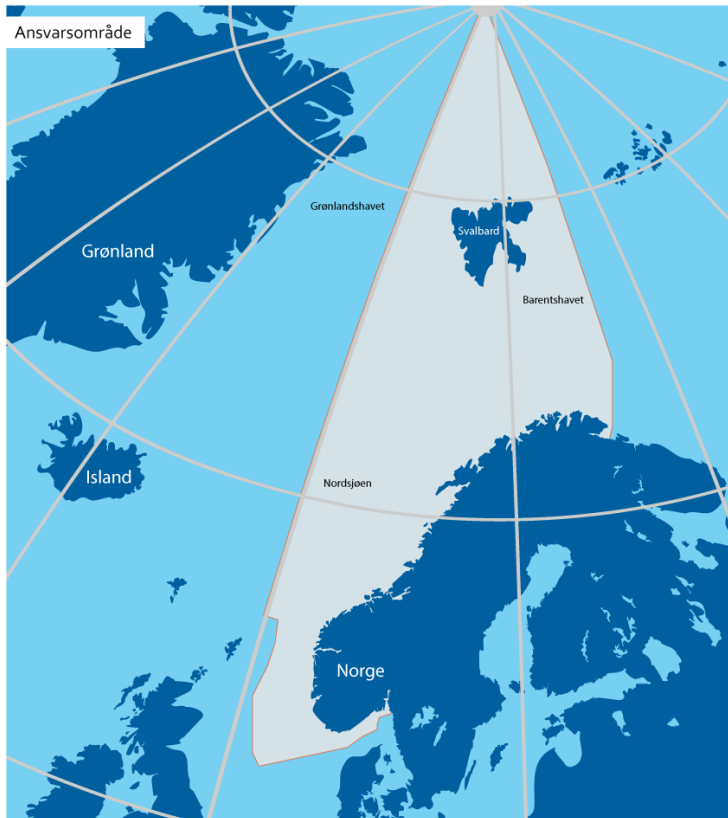 Ansvarsområde
Grønlandshavet
Svalbard
Grønland
Barentshavet
Island
Nordsjøen
Norge